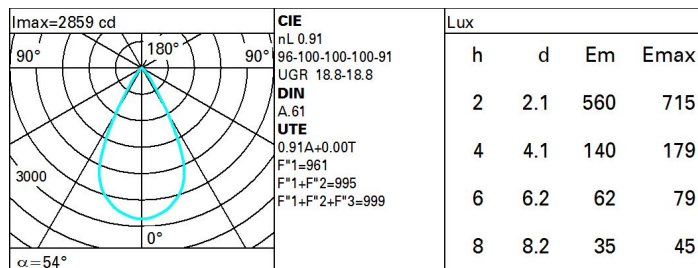 Imax=2859 cd
90° 180° 90°
3000
0°
α=54°
CIE
nL 0.91
96-100-100-100-91
UGR 18.8-18.8
DIN
A.61
UTE
0.91A+0.00T
F"1=961
F"1+F"2=995
F"1+F"2+F"3=999
Lux
h d Em Emax
2 2.1 560 715
4 4.1 140 179
6 6.2 62 79
8 8.2 35 45